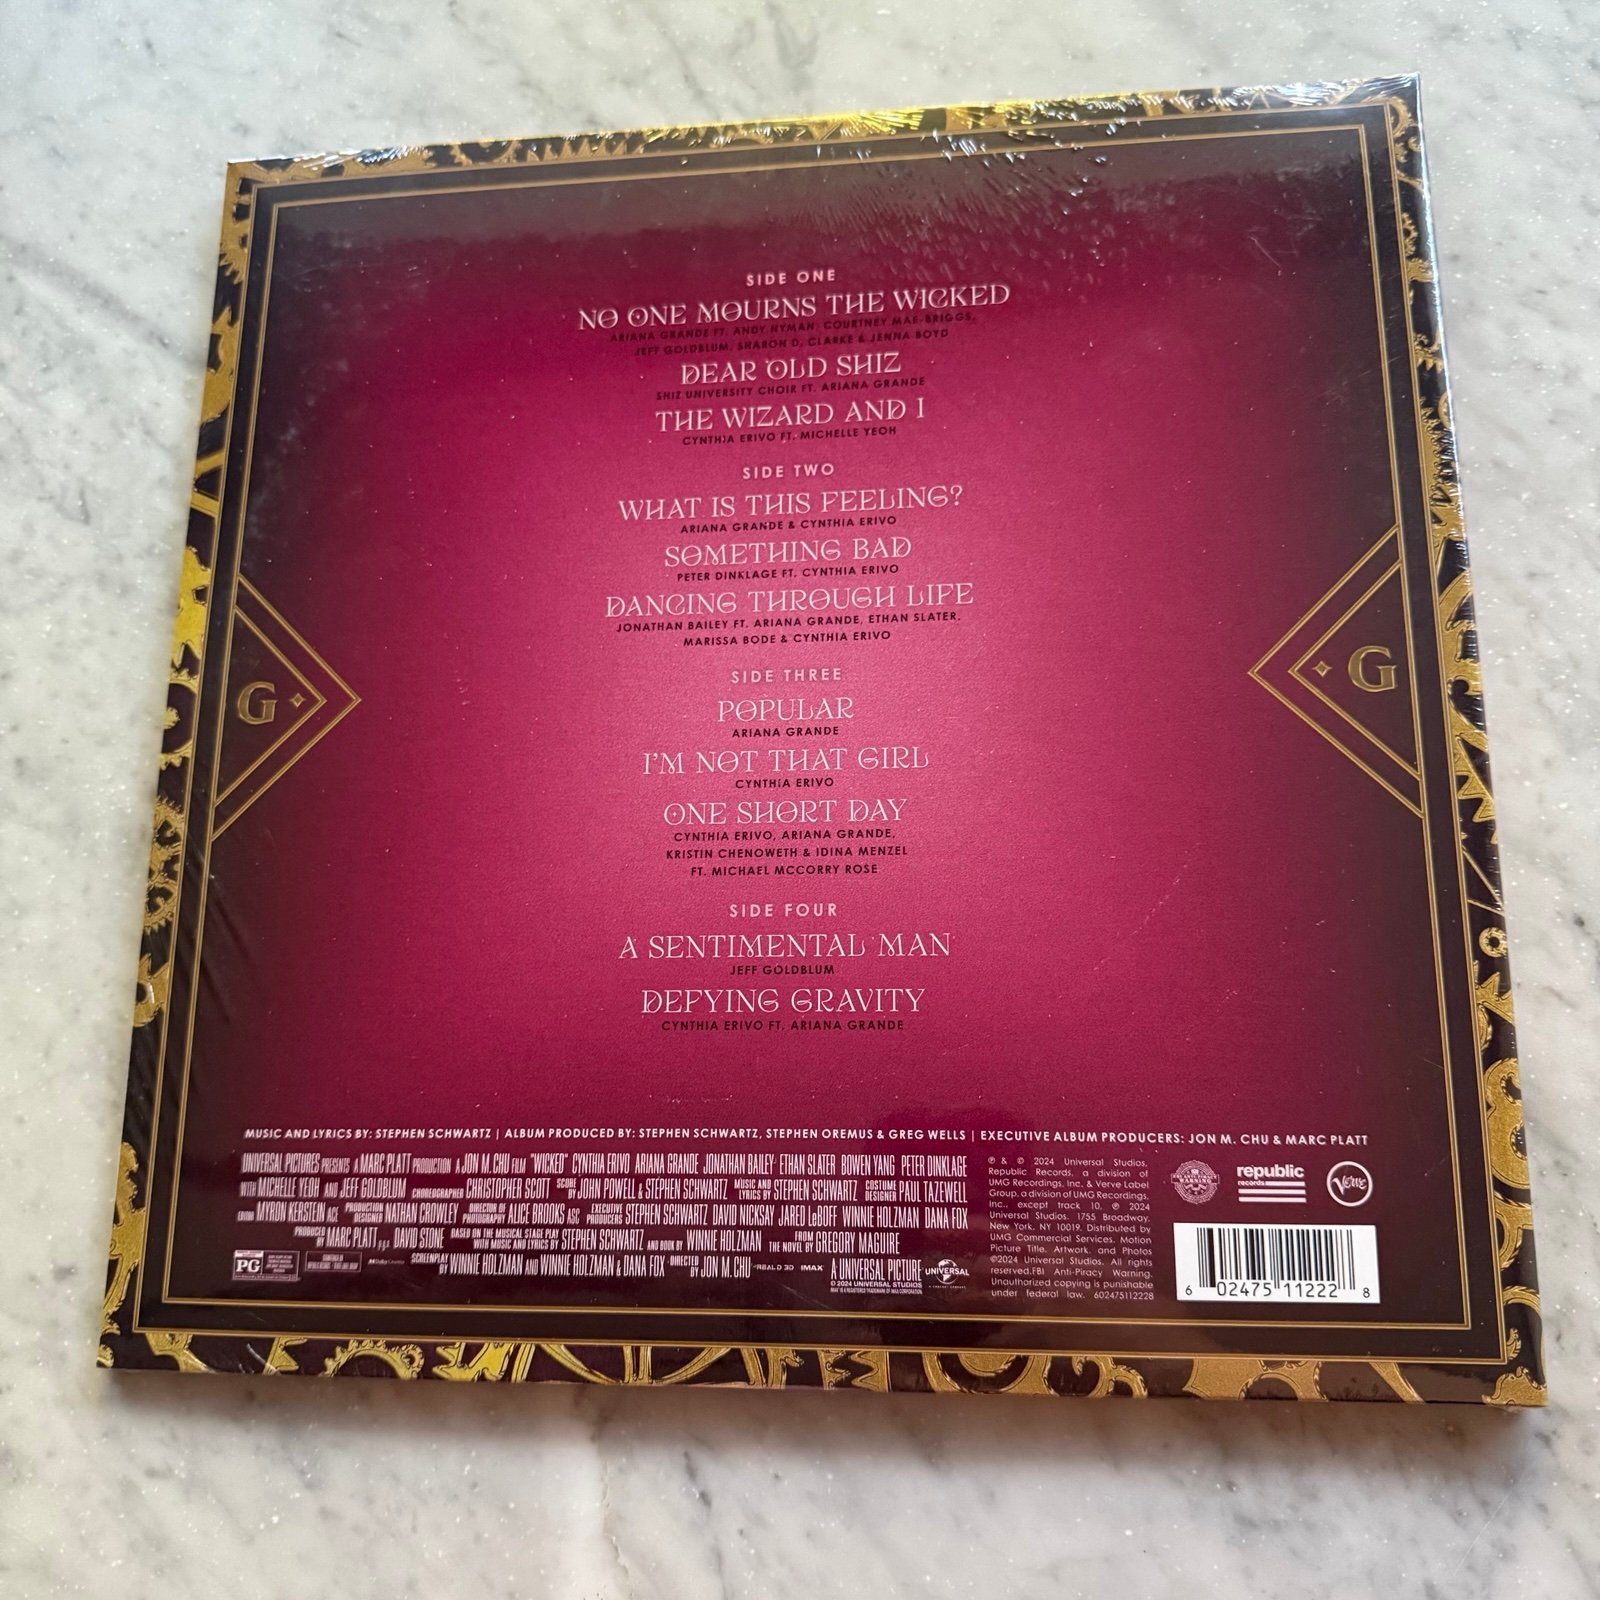 SIDE ONE
NO ONE MOURNS THE WICKED
ARIANA GRANDE FT. ANDY NYMAN, COURTNEY MAE-BRIGGS,
JEFF GOLDBLUM, SHARON D. CLARKE & JENNA BOYD
DEAR OLD SHIZ
SHIZ UNIVERSITY CHOIR FT. ARIANA GRANDE
THE WIZARD AND I
CYNTHIA ERIVO FT. MICHELLE YEOH
SIDE TWO
WHAT IS THIS FEELING?
ARIANA GRANDE & CYNTHIA ERIVO
SOMETHING BAD
PETER DINKLAGE FT. CYNTHIA ERIVO
DANCING THROUGH LIFE
JONATHAN BAILEY FT. ARIANA GRANDE, ETHAN SLATER,
MARISSA BODE & CYNTHIA ERIVO
SIDE THREE
G
G
POPULAR
ARIANA GRANDE
I'M NOT THAT GIRL
CYNTHIA ERIVO
ONE SHORT DAY
CYNTHIA ERIVO, ARIANA GRANDE,
KRISTIN CHENOWETH & IDINA MENZEL
FT. MICHAEL MCCORRY ROSE
SIDE FOUR
A SENTIMENTAL MAN
JEFF GOLDBLUM
DEFYING GRAVITY
CYNTHIA ERIVO FT. ARIANA GRANDE
MUSIC AND LYRICS BY: STEPHEN SCHWARTZ | ALBUM PRODUCED BY: STEPHEN SCHWARTZ, STEPHEN OREMUS & GREG WELLS | EXECUTIVE ALBUM PRODUCERS: JON M. CHU & MARC PLATT
UNIVERSAL PICTURES PRESENTS A MARC PLATT PRODUCTION A JON M. CHU FILM "WICKED" CYNTHIA ERIVO ARIANA GRANDE JONATHAN BAILEY ETHAN SLATER BOWEN YANG PETER DINKLAGE
WITH MICHELLE YEOH AND JEFF GOLDBLUM CHOREOGRAPHER CHRISTOPHER SCOTT SCORE BY JOHN POWELL & STEPHEN SCHWARTZ MUSIC AND LYRICS BY STEPHEN SCHWARTZ COSTUME DESIGNER PAUL TAZEWELL
EDITOR MYRON KERSTEIN ACE PRODUCTION DESIGNER NATHAN CROWLEY DIRECTOR OF PHOTOGRAPHY ALICE BROOKS ASC EXECUTIVE PRODUCERS STEPHEN SCHWARTZ DAVID NICKSAY JARED LeBOFF WINNIE HOLZMAN DANA FOX
PRODUCED BY MARC PLATT p.g.a. DAVID STONE BASED ON THE MUSICAL STAGE PLAY WITH MUSIC AND LYRICS BY STEPHEN SCHWARTZ AND BOOK BY WINNIE HOLZMAN FROM THE NOVEL BY GREGORY MAGUIRE
PG SCREENPLAY BY WINNIE HOLZMAN AND WINNIE HOLZMAN & DANA FOX DIRECTED BY JON M. CHU REALD 3D IMAX A UNIVERSAL PICTURE UNIVERSAL
© 2024 UNIVERSAL STUDIOS
℗ & © 2024 Universal Studios,
Republic Records, a division of
UMG Recordings, Inc. & Verve Label
Group, a division of UMG Recordings,
Inc., except track 10, ℗ 2024
Universal Studios. 1755 Broadway,
New York, NY 10019. Distributed by
UMG Commercial Services. Motion
Picture Title, Artwork, and Photos
©2024 Universal Studios. All rights
reserved.FBI Anti-Piracy Warning.
Unauthorized copying is punishable
under federal law. 602475112228
republic
records
Verve
6 02475 11222 8